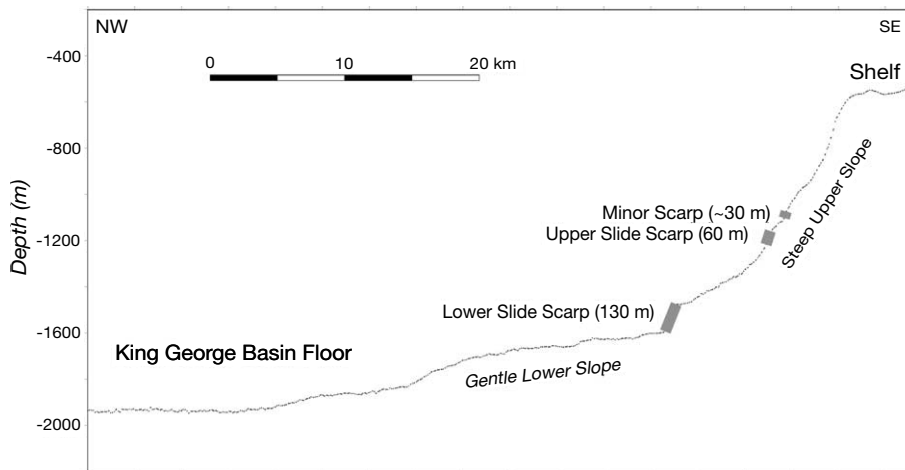 NW
SE
-400
0
10
20 km
Shelf
-800
Steep Upper Slope
Minor Scarp (~30 m)
Upper Slide Scarp (60 m)
-1200
Depth (m)
Lower Slide Scarp (130 m)
-1600
King George Basin Floor
Gentle Lower Slope
-2000